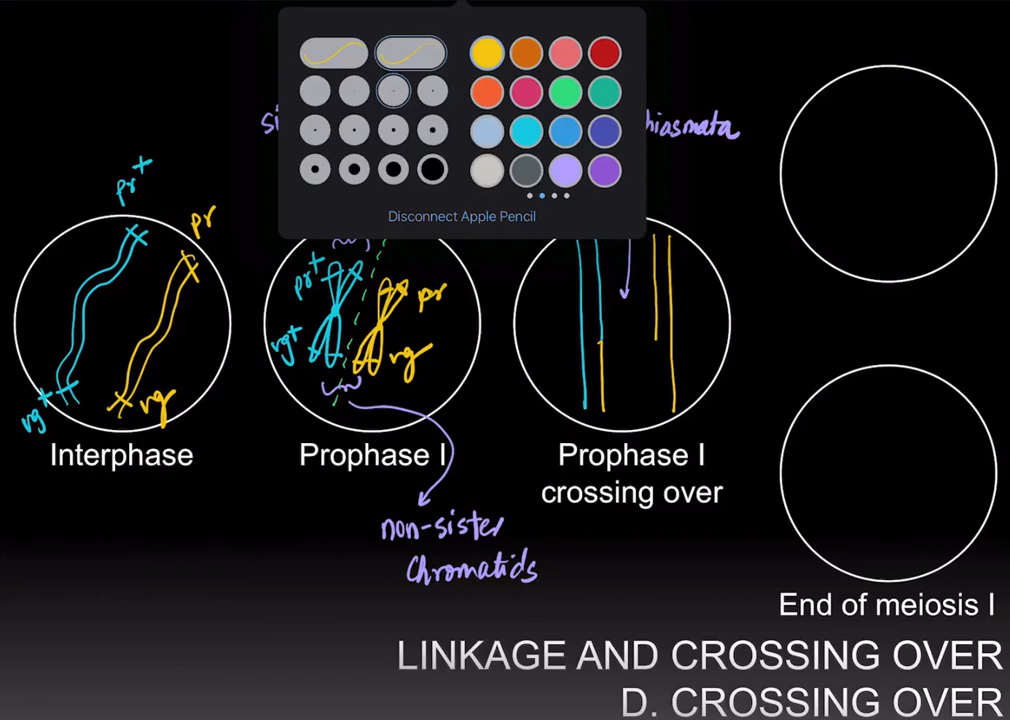 Disconnect Apple Pencil
si
hiasmata
pr+
pr
vg+
vg
Interphase
pr+
pr
vg+
vg
Prophase I
Prophase I
crossing over
non-sister
chromatids
End of meiosis I
LINKAGE AND CROSSING OVER
D. CROSSING OVER